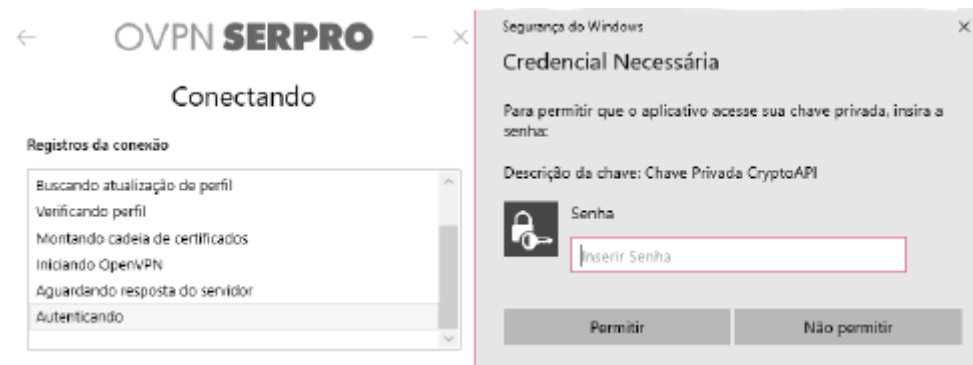 OVPN SERPRO
Conectando
Registros da conexão
Buscando atualização de perfil
Verificando perfil
Montando cadeia de certificados
Iniciando OpenVPN
Aguardando resposta do servidor
Autenticando
Segurança do Windows
Credencial Necessária
Para permitir que o aplicativo acesse sua chave privada, insira a
senha:
Descrição da chave: Chave Privada CryptoAPI
Senha
Inserir Senha
Permitir
Não permitir